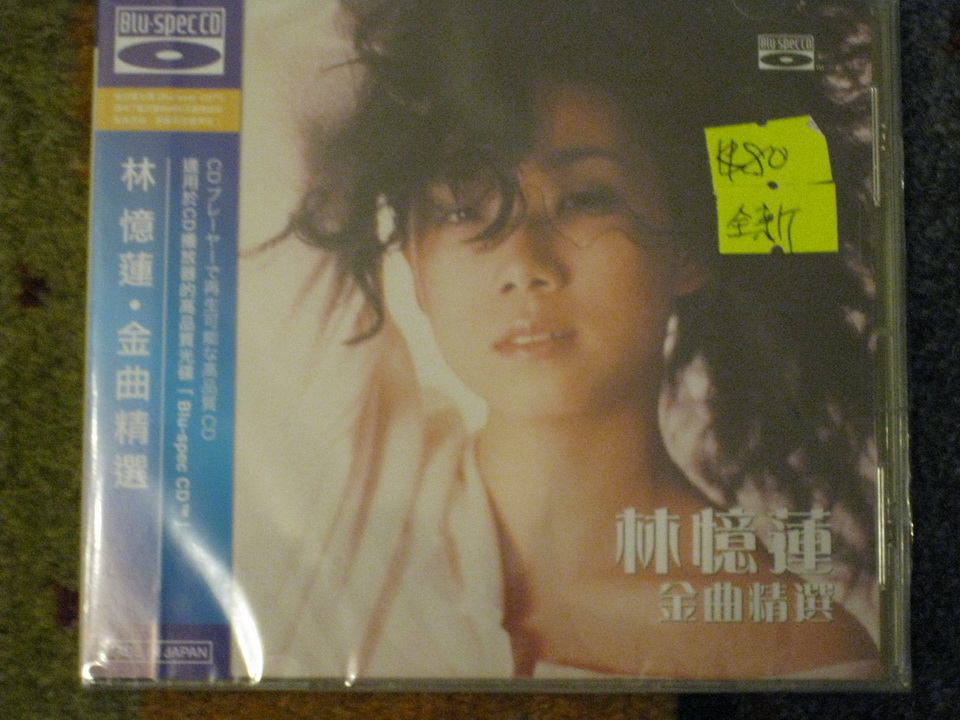 Blu-spec CD
林憶蓮・金曲精選
適用於CD播放器的高品質光碟「Blu-spec CD™」
CDプレーヤーで再生可能な高品質CD
MADE IN JAPAN
Blu-spec CD
全新
林憶蓮
金曲精選